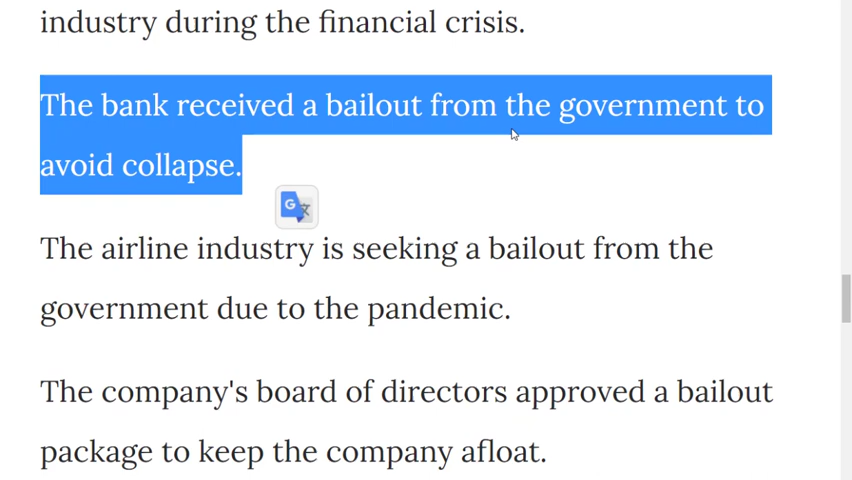 industry during the financial crisis.
The bank received a bailout from the government to
avoid collapse.
The airline industry is seeking a bailout from the
government due to the pandemic.
The company's board of directors approved a bailout
package to keep the company afloat.